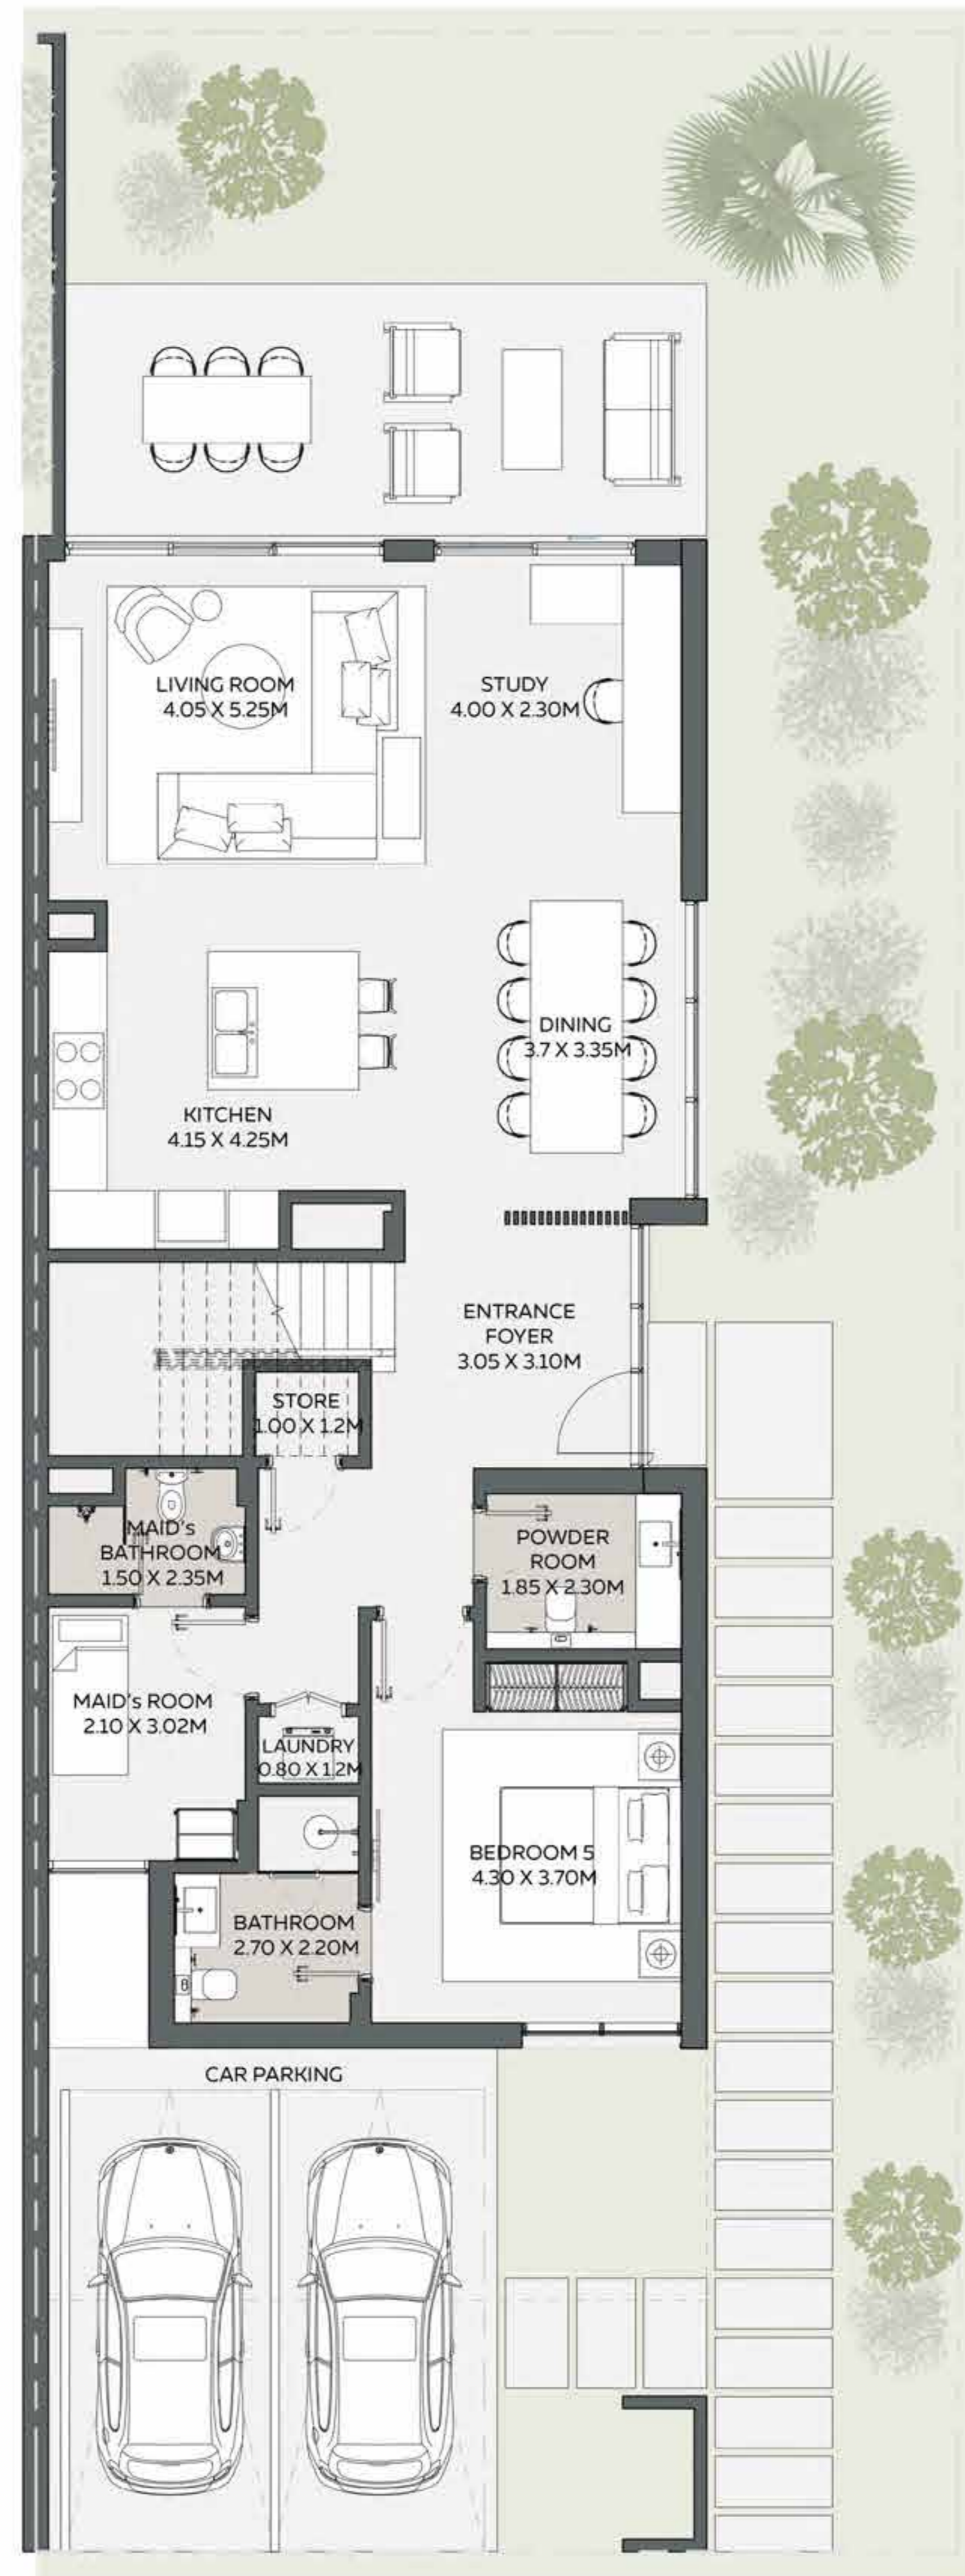 LIVING ROOM
4.05 X 5.25M
STUDY
4.00 X 2.30M
DINING
3.7 X 3.35M
KITCHEN
4.15 X 4.25M
ENTRANCE
FOYER
3.05 X 3.10M
STORE
1.00 X 1.2M
MAID's
BATHROOM
1.50 X 2.35M
POWDER
ROOM
1.85 X 2.30M
MAID's ROOM
2.10 X 3.02M
LAUNDRY
0.80 X 1.2M
BEDROOM 5
4.30 X 3.70M
BATHROOM
2.70 X 2.20M
CAR PARKING